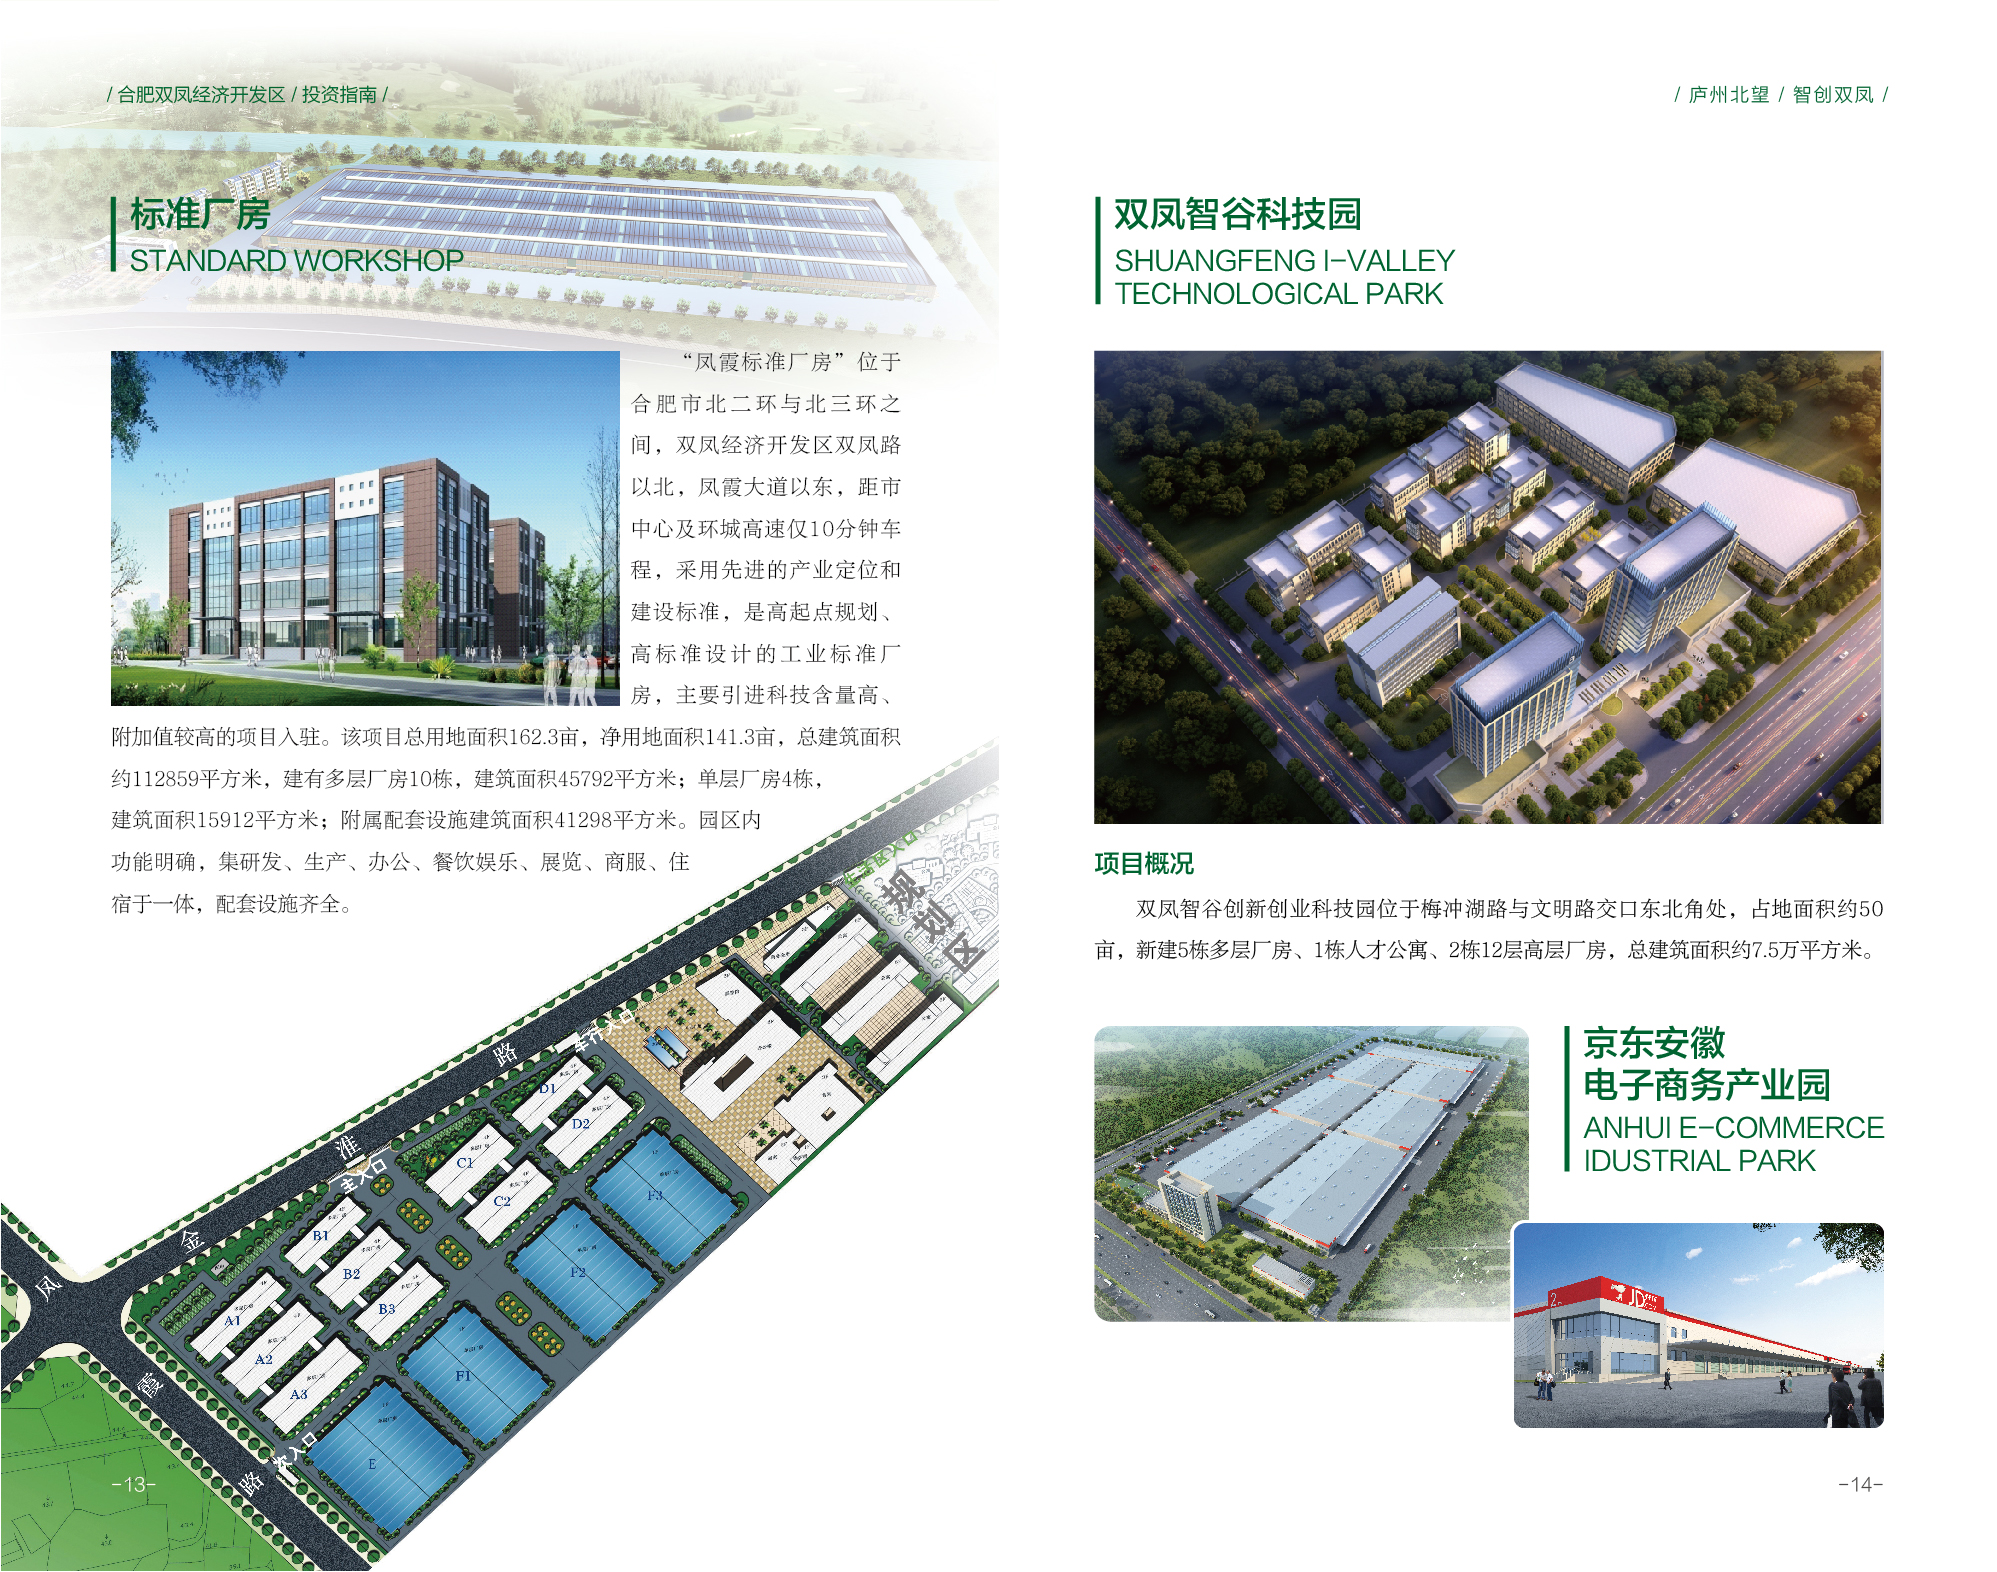 / 合肥双凤经济开发区 / 投资指南 /
标准厂房
STANDARD WORKSHOP
“凤霞标准厂房”位于
合肥市北二环与北三环之
间，双凤经济开发区双凤路
以北，凤霞大道以东，距市
中心及环城高速仅10分钟车
程，采用先进的产业定位和
建设标准，是高起点规划、
高标准设计的工业标准厂
房，主要引进科技含量高、
附加值较高的项目入驻。该项目总用地面积162.3亩，净用地面积141.3亩，总建筑面积
约112859平方米，建有多层厂房10栋，建筑面积45792平方米；单层厂房4栋，
建筑面积15912平方米；附属配套设施建筑面积41298平方米。园区内
功能明确，集研发、生产、办公、餐饮娱乐、展览、商服、住
宿于一体，配套设施齐全。
生活区入口
规划区
车行入口
金淮路
主入口
D1
D2
C1
C2
B1
B2
B3
A1
A2
A3
F3
F2
F1
E
凤霞路
次入口
-13-
/ 庐州北望 / 智创双凤 /
双凤智谷科技园
SHUANGFENG I-VALLEY
TECHNOLOGICAL PARK
项目概况
双凤智谷创新创业科技园位于梅冲湖路与文明路交口东北角处，占地面积约50
亩，新建5栋多层厂房、1栋人才公寓、2栋12层高层厂房，总建筑面积约7.5万平方米。
京东安徽
电子商务产业园
ANHUI E-COMMERCE
IDUSTRIAL PARK
2
JD
-14-